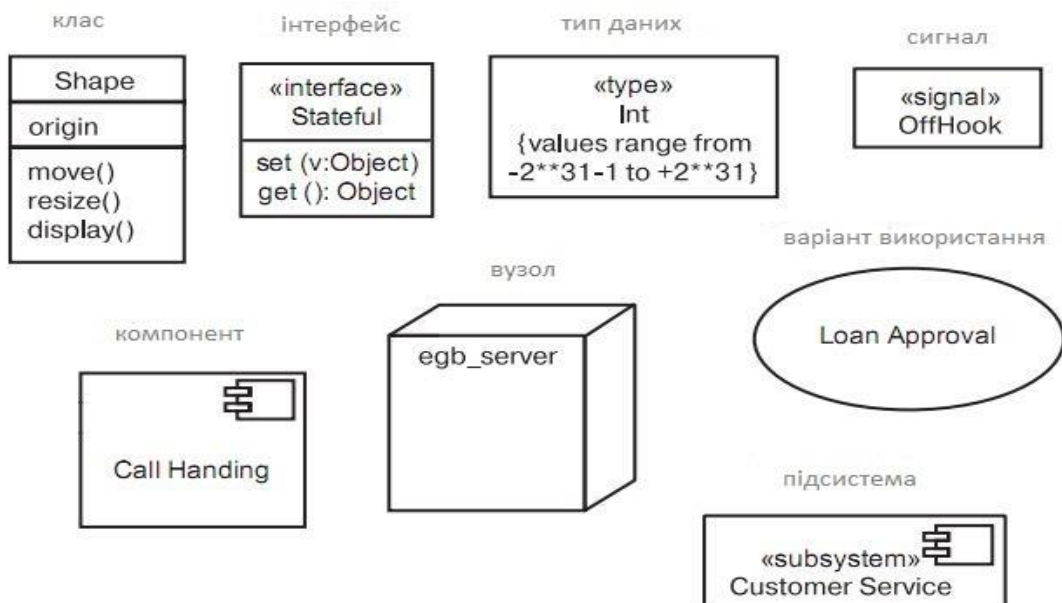 клас
Shape
origin
move()
resize()
display()
інтерфейс
«interface»
Stateful
set (v:Object)
get (): Object
тип даних
«type»
Int
{values range from
-2**31-1 to +2**31}
сигнал
«signal»
OffHook
компонент
Call Handing
вузол
egb_server
варіант використання
Loan Approval
підсистема
«subsystem»
Customer Service